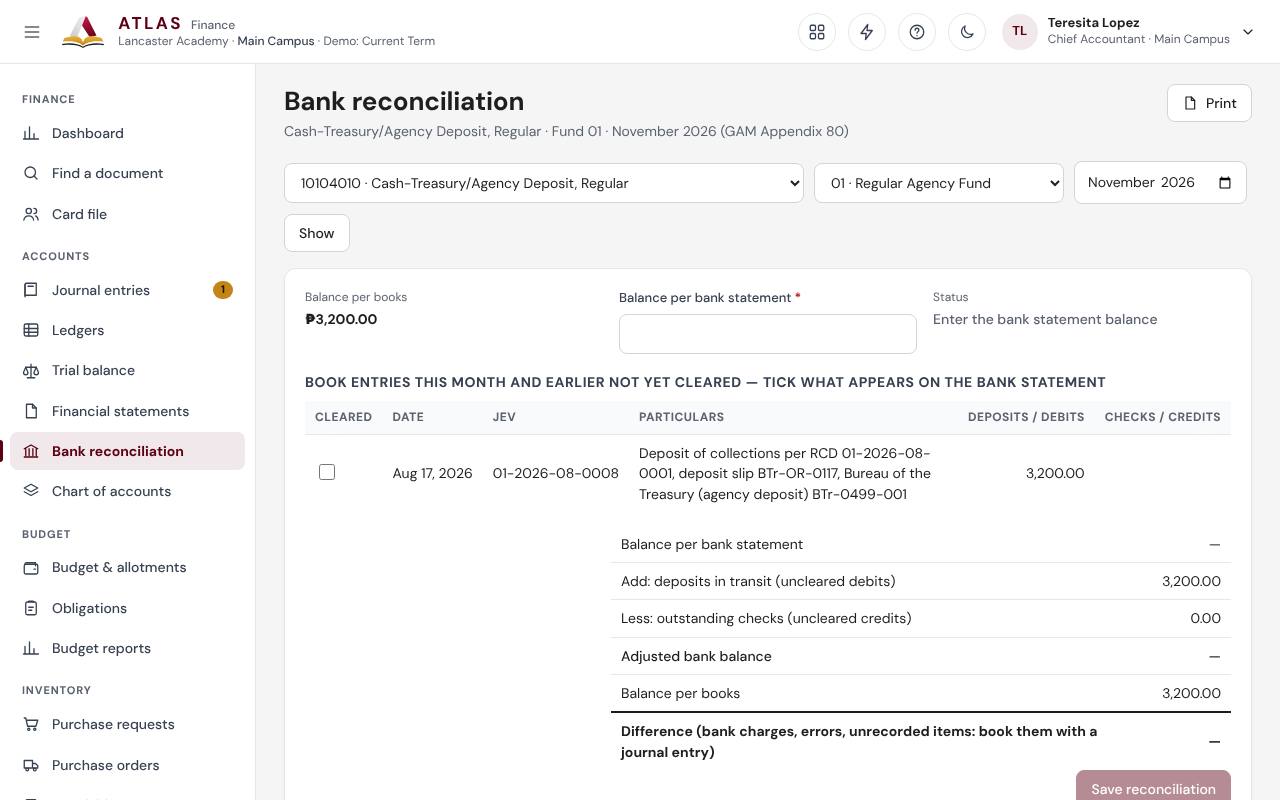 ATLAS Finance
Lancaster Academy · Main Campus · Demo: Current Term
TL
Teresita Lopez
Chief Accountant · Main Campus
FINANCE
Dashboard
Find a document
Card file
ACCOUNTS
Journal entries 1
Ledgers
Trial balance
Financial statements
Bank reconciliation
Chart of accounts
BUDGET
Budget & allotments
Obligations
Budget reports
INVENTORY
Purchase requests
Purchase orders
Bank reconciliation
Print
Cash-Treasury/Agency Deposit, Regular · Fund 01 · November 2026 (GAM Appendix 80)
10104010 · Cash-Treasury/Agency Deposit, Regular
01 · Regular Agency Fund
November 2026
Show
Balance per books
₱3,200.00
Balance per bank statement *
Status
Enter the bank statement balance
BOOK ENTRIES THIS MONTH AND EARLIER NOT YET CLEARED — TICK WHAT APPEARS ON THE BANK STATEMENT
CLEARED DATE JEV PARTICULARS DEPOSITS / DEBITS CHECKS / CREDITS
Aug 17, 2026 01-2026-08-0008 Deposit of collections per RCD 01-2026-08-
0001, deposit slip BTr-OR-0117, Bureau of the
Treasury (agency deposit) BTr-0499-001
3,200.00
Balance per bank statement —
Add: deposits in transit (uncleared debits) 3,200.00
Less: outstanding checks (uncleared credits) 0.00
Adjusted bank balance —
Balance per books 3,200.00
Difference (bank charges, errors, unrecorded items: book them with a
journal entry) —
Save reconciliation